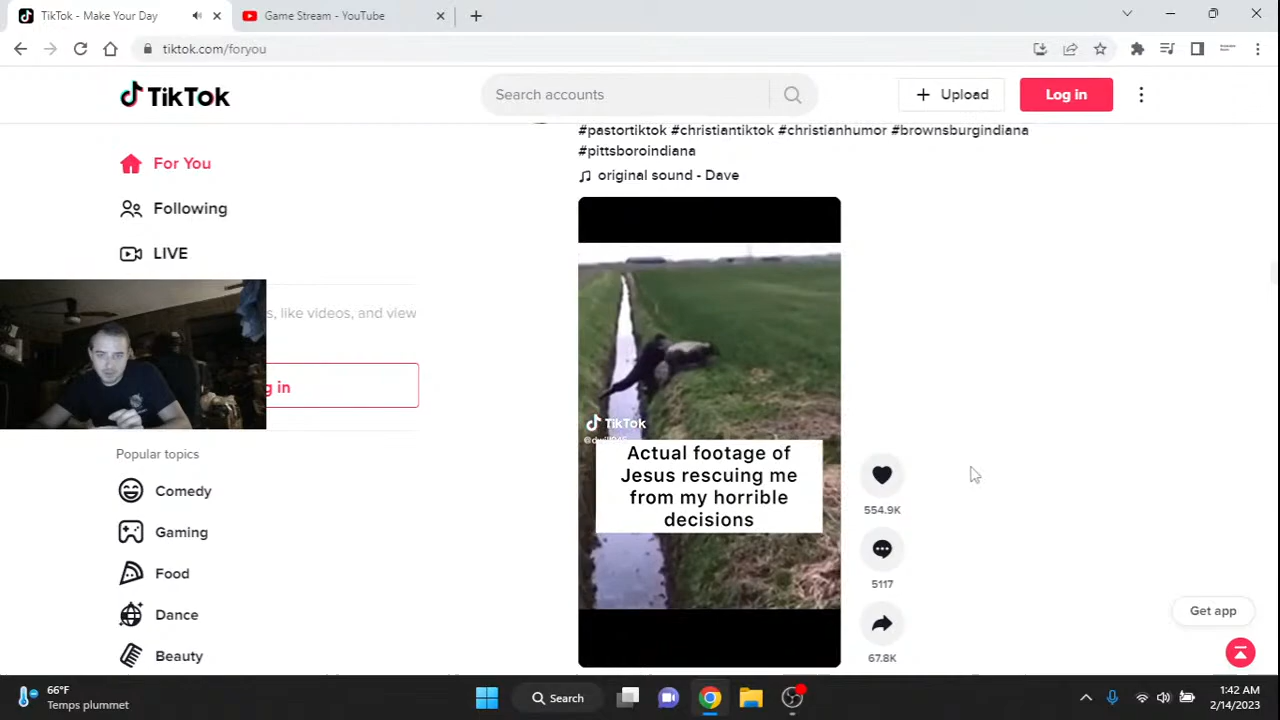 TikTok - Make Your Day
Game Stream - YouTube
tiktok.com/foryou
TikTok
Search accounts
Upload
Log in
#pastortiktok #christiantiktok #christianhumor #brownsburgindiana
#pittsboroindiana
original sound - Dave
For You
Following
LIVE
s, like videos, and view
g in
Popular topics
Comedy
Gaming
Food
Dance
Beauty
TikTok
Actual footage of
Jesus rescuing me
from my horrible
decisions
554.9K
5117
67.8K
Get app
66°F
Temps plummet
Search
1:42 AM
2/14/2023